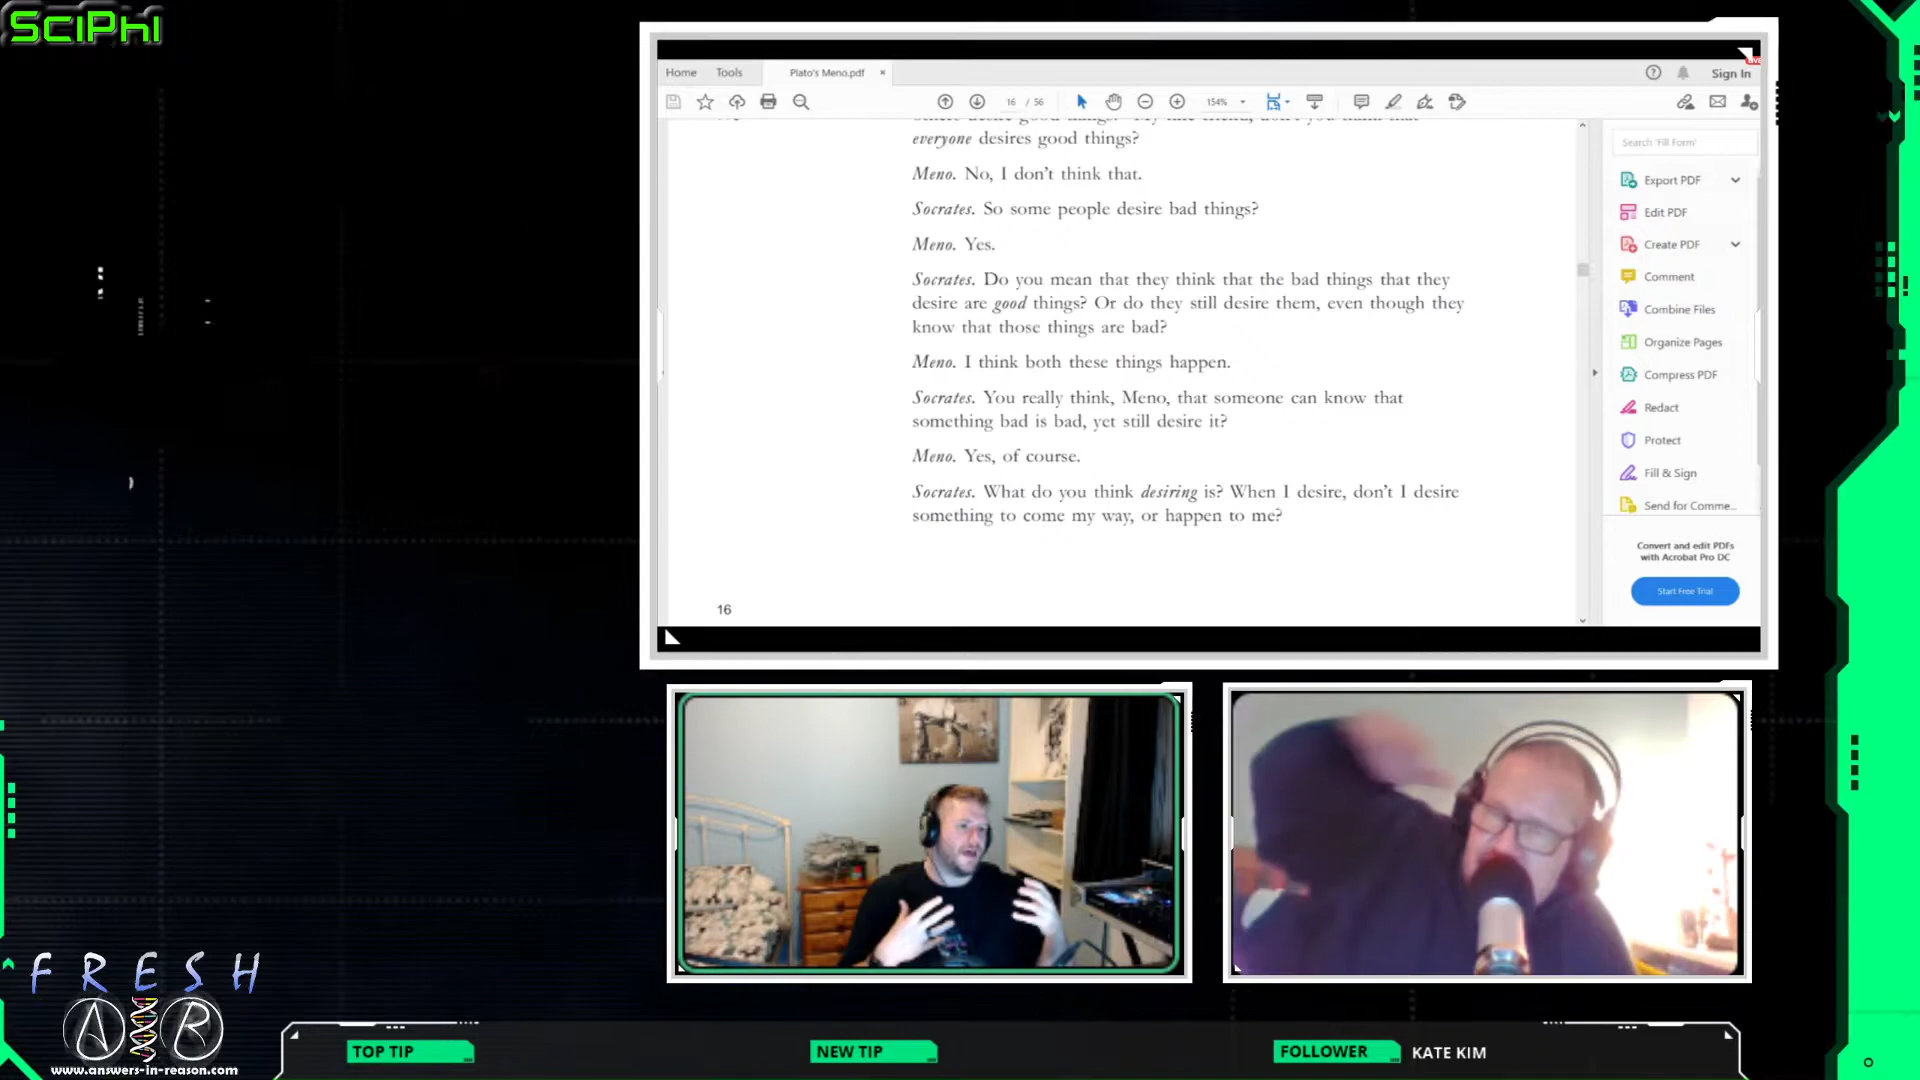 SCIPHI
Home Tools Plato's Meno.pdf × Sign In
16 / 56 154%
everyone desires good things?
Meno. No, I don't think that.
Socrates. So some people desire bad things?
Meno. Yes.
Socrates. Do you mean that they think that the bad things that they
desire are good things? Or do they still desire them, even though they
know that those things are bad?
Meno. I think both these things happen.
Socrates. You really think, Meno, that someone can know that
something bad is bad, yet still desire it?
Meno. Yes, of course.
Socrates. What do you think desiring is? When I desire, don't I desire
something to come my way, or happen to me?
16
Search 'Fill Form'
Export PDF
Edit PDF
Create PDF
Comment
Combine Files
Organize Pages
Compress PDF
Redact
Protect
Fill & Sign
Send for Comme...
Convert and edit PDFs
with Acrobat Pro DC
Start Free Trial
FRESH
AiR
www.answers-in-reason.com
TOP TIP
NEW TIP
FOLLOWER KATE KIM